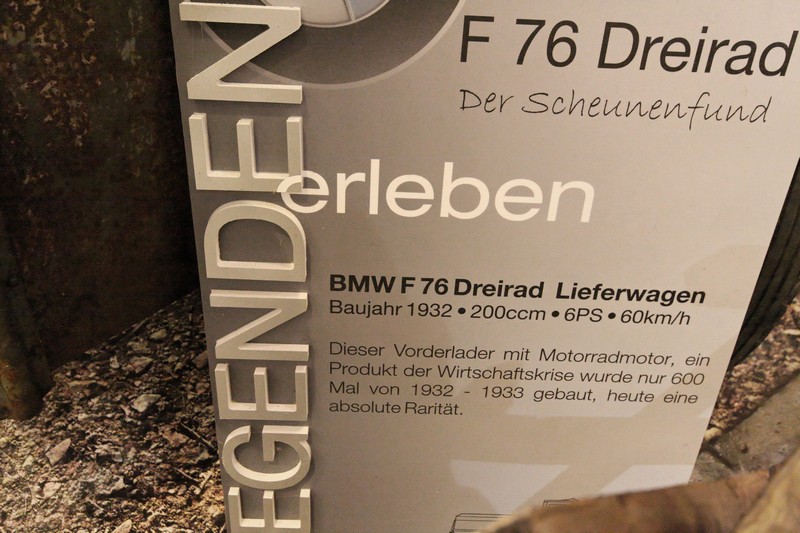 F 76 Dreirad
Der Scheunenfund
EGENDEN
erleben
BMW F 76 Dreirad Lieferwagen
Baujahr 1932 • 200ccm • 6PS • 60km/h
Dieser Vorderlader mit Motorradmotor, ein
Produkt der Wirtschaftskrise wurde nur 600
Mal von 1932 - 1933 gebaut, heute eine
absolute Rarität.